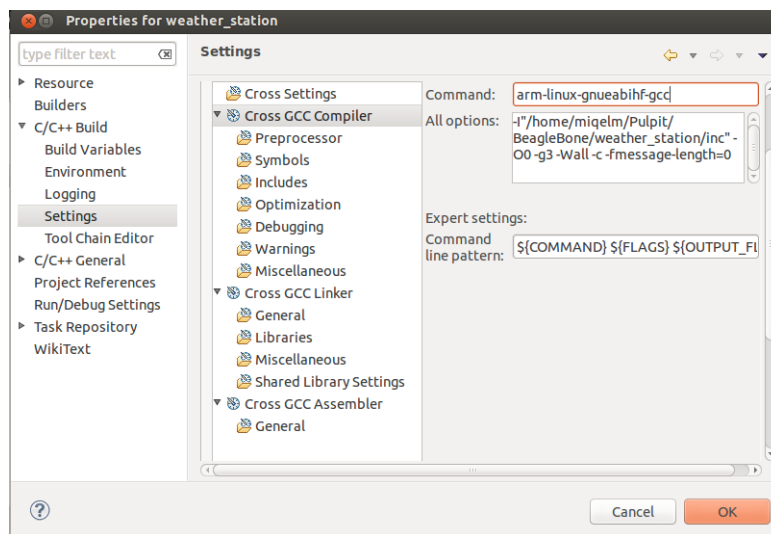 Properties for weather_station
type filter text
Settings
Resource
Builders
C/C++ Build
Build Variables
Environment
Logging
Settings
Tool Chain Editor
C/C++ General
Project References
Run/Debug Settings
Task Repository
WikiText
Cross Settings
Cross GCC Compiler
Preprocessor
Symbols
Includes
Optimization
Debugging
Warnings
Miscellaneous
Cross GCC Linker
General
Libraries
Miscellaneous
Shared Library Settings
Cross GCC Assembler
General
Command:
arm-linux-gnueabihf-gcc
All options:
-I"/home/miqelm/Pulpit/
BeagleBone/weather_station/inc" -
O0 -g3 -Wall -c -fmessage-length=0
Expert settings:
Command
line pattern:
${COMMAND} ${FLAGS} ${OUTPUT_FL
?
Cancel
OK